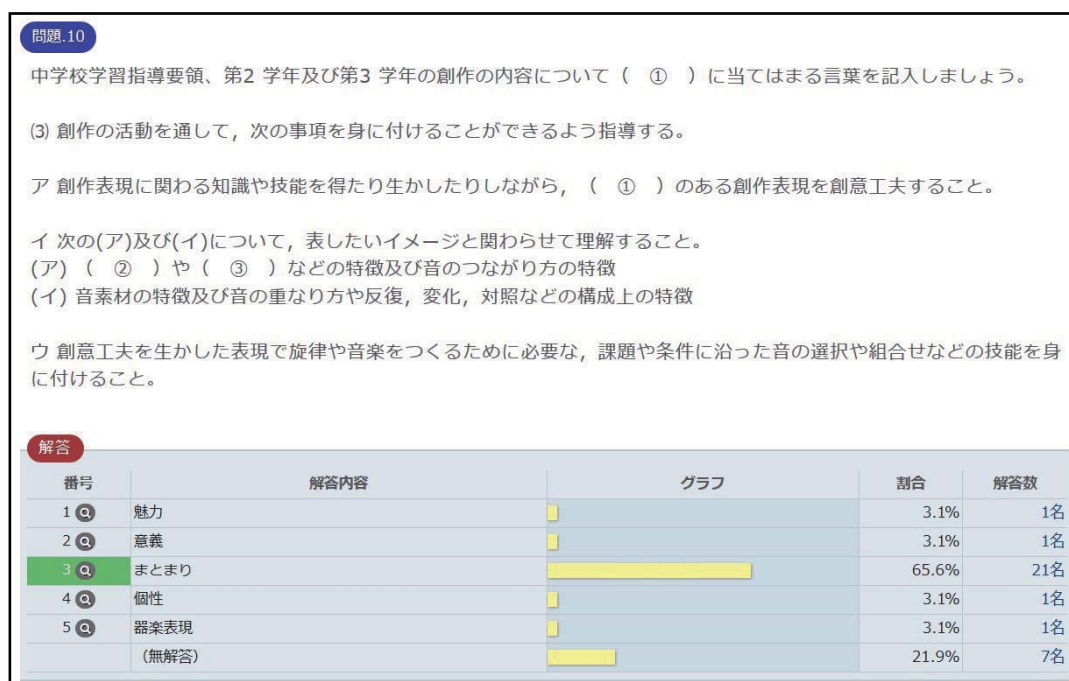 問題.10
中学校学習指導要領、第2 学年及び第3 学年の創作の内容について（　①　）に当てはまる言葉を記入しましょう。
⑶ 創作の活動を通して，次の事項を身に付けることができるよう指導する。
ア 創作表現に関わる知識や技能を得たり生かしたりしながら，（　①　）のある創作表現を創意工夫すること。
イ 次の(ア)及び(イ)について，表したいイメージと関わらせて理解すること。
(ア) （　②　）や（　③　）などの特徴及び音のつながり方の特徴
(イ) 音素材の特徴及び音の重なり方や反復，変化，対照などの構成上の特徴
ウ 創意工夫を生かした表現で旋律や音楽をつくるために必要な，課題や条件に沿った音の選択や組合せなどの技能を身
に付けること。
解答
番号 解答内容 グラフ 割合 解答数
1 魅力 3.1% 1名
2 意義 3.1% 1名
3 まとまり 65.6% 21名
4 個性 3.1% 1名
5 器楽表現 3.1% 1名
（無解答） 21.9% 7名